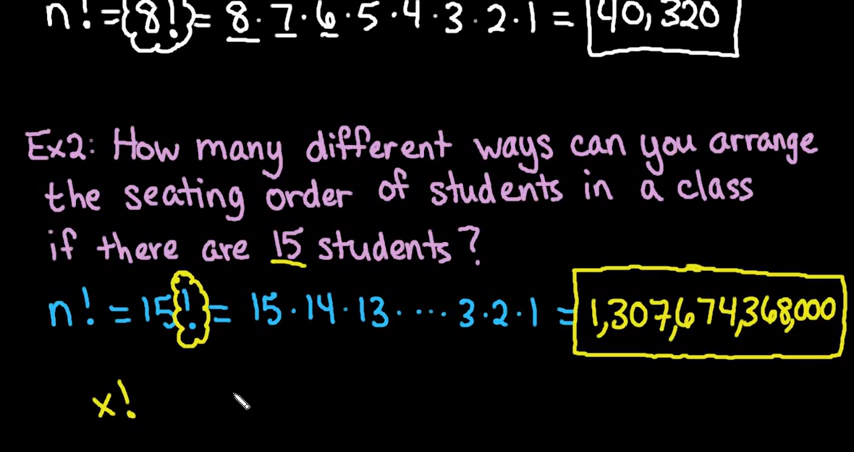 n! = 8! = 8·7·6·5·4·3·2·1 = 40,320
Ex2: How many different ways can you arrange
the seating order of students in a class
if there are 15 students?
n! = 15! = 15·14·13····3·2·1 = 1,307,674,368,000
x!